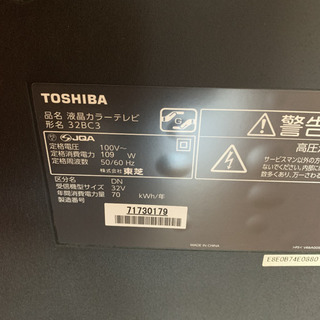 TOSHIBA
品名 液晶カラーテレビ
形名 32BC3
JQA
定格電圧: 100V~
定格消費電力: 109 W
定格周波数: 50/60 Hz
株式会社 東芝
区分名: DN
受信機型サイズ: 32V
年間消費電力量: 70 kWh/年
製造番号:
71730179
MADE IN CHINA
警告
高圧
E8E0B74E0880